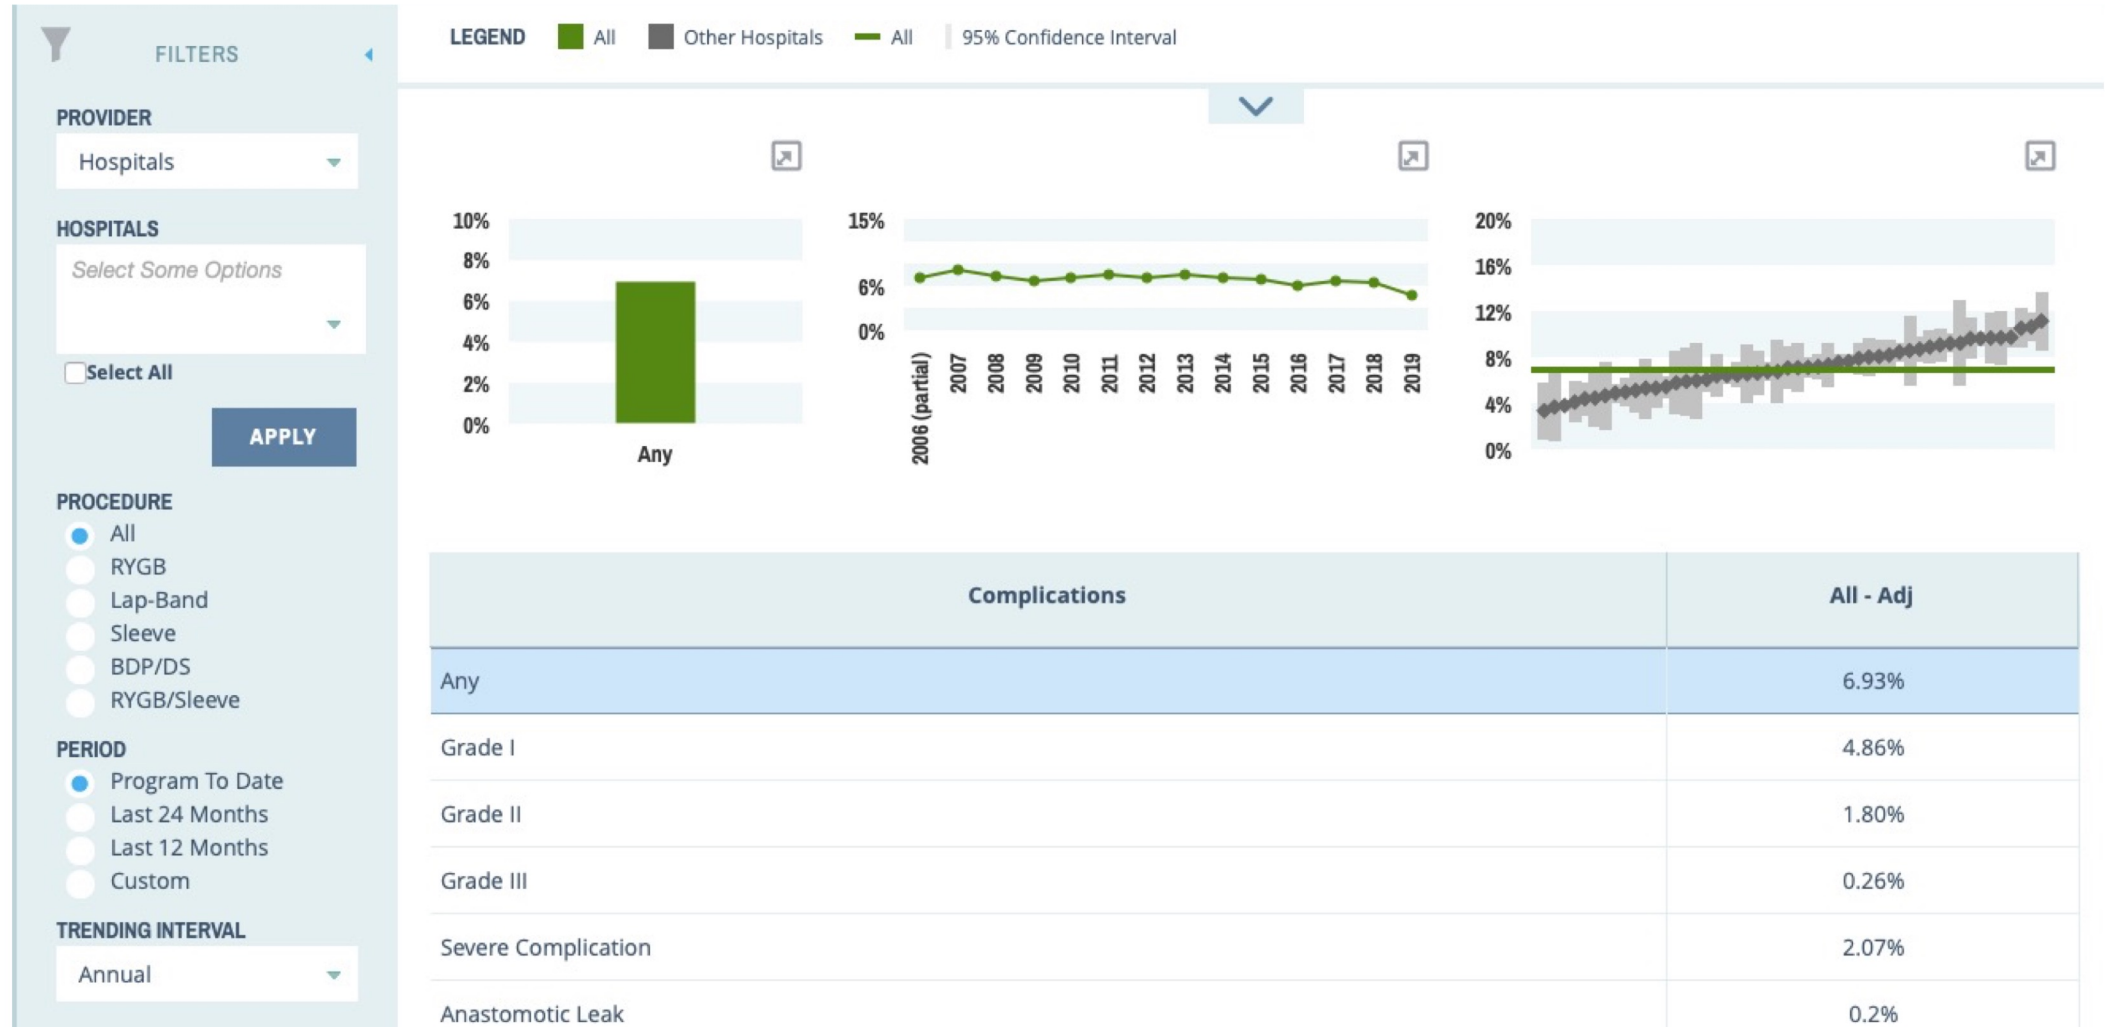 FILTERS
PROVIDER
Hospitals
HOSPITALS
Select Some Options
Select All
APPLY
PROCEDURE
All
RYGB
Lap-Band
Sleeve
BDP/DS
RYGB/Sleeve
PERIOD
Program To Date
Last 24 Months
Last 12 Months
Custom
TRENDING INTERVAL
Annual
LEGEND All Other Hospitals All 95% Confidence Interval
10%
8%
6%
4%
2%
0%
Any
15%
6%
0%
2006 (partial)
2007
2008
2009
2010
2011
2012
2013
2014
2015
2016
2017
2018
2019
20%
16%
12%
8%
4%
0%
Complications All - Adj
Any 6.93%
Grade I 4.86%
Grade II 1.80%
Grade III 0.26%
Severe Complication 2.07%
Anastomotic Leak 0.2%